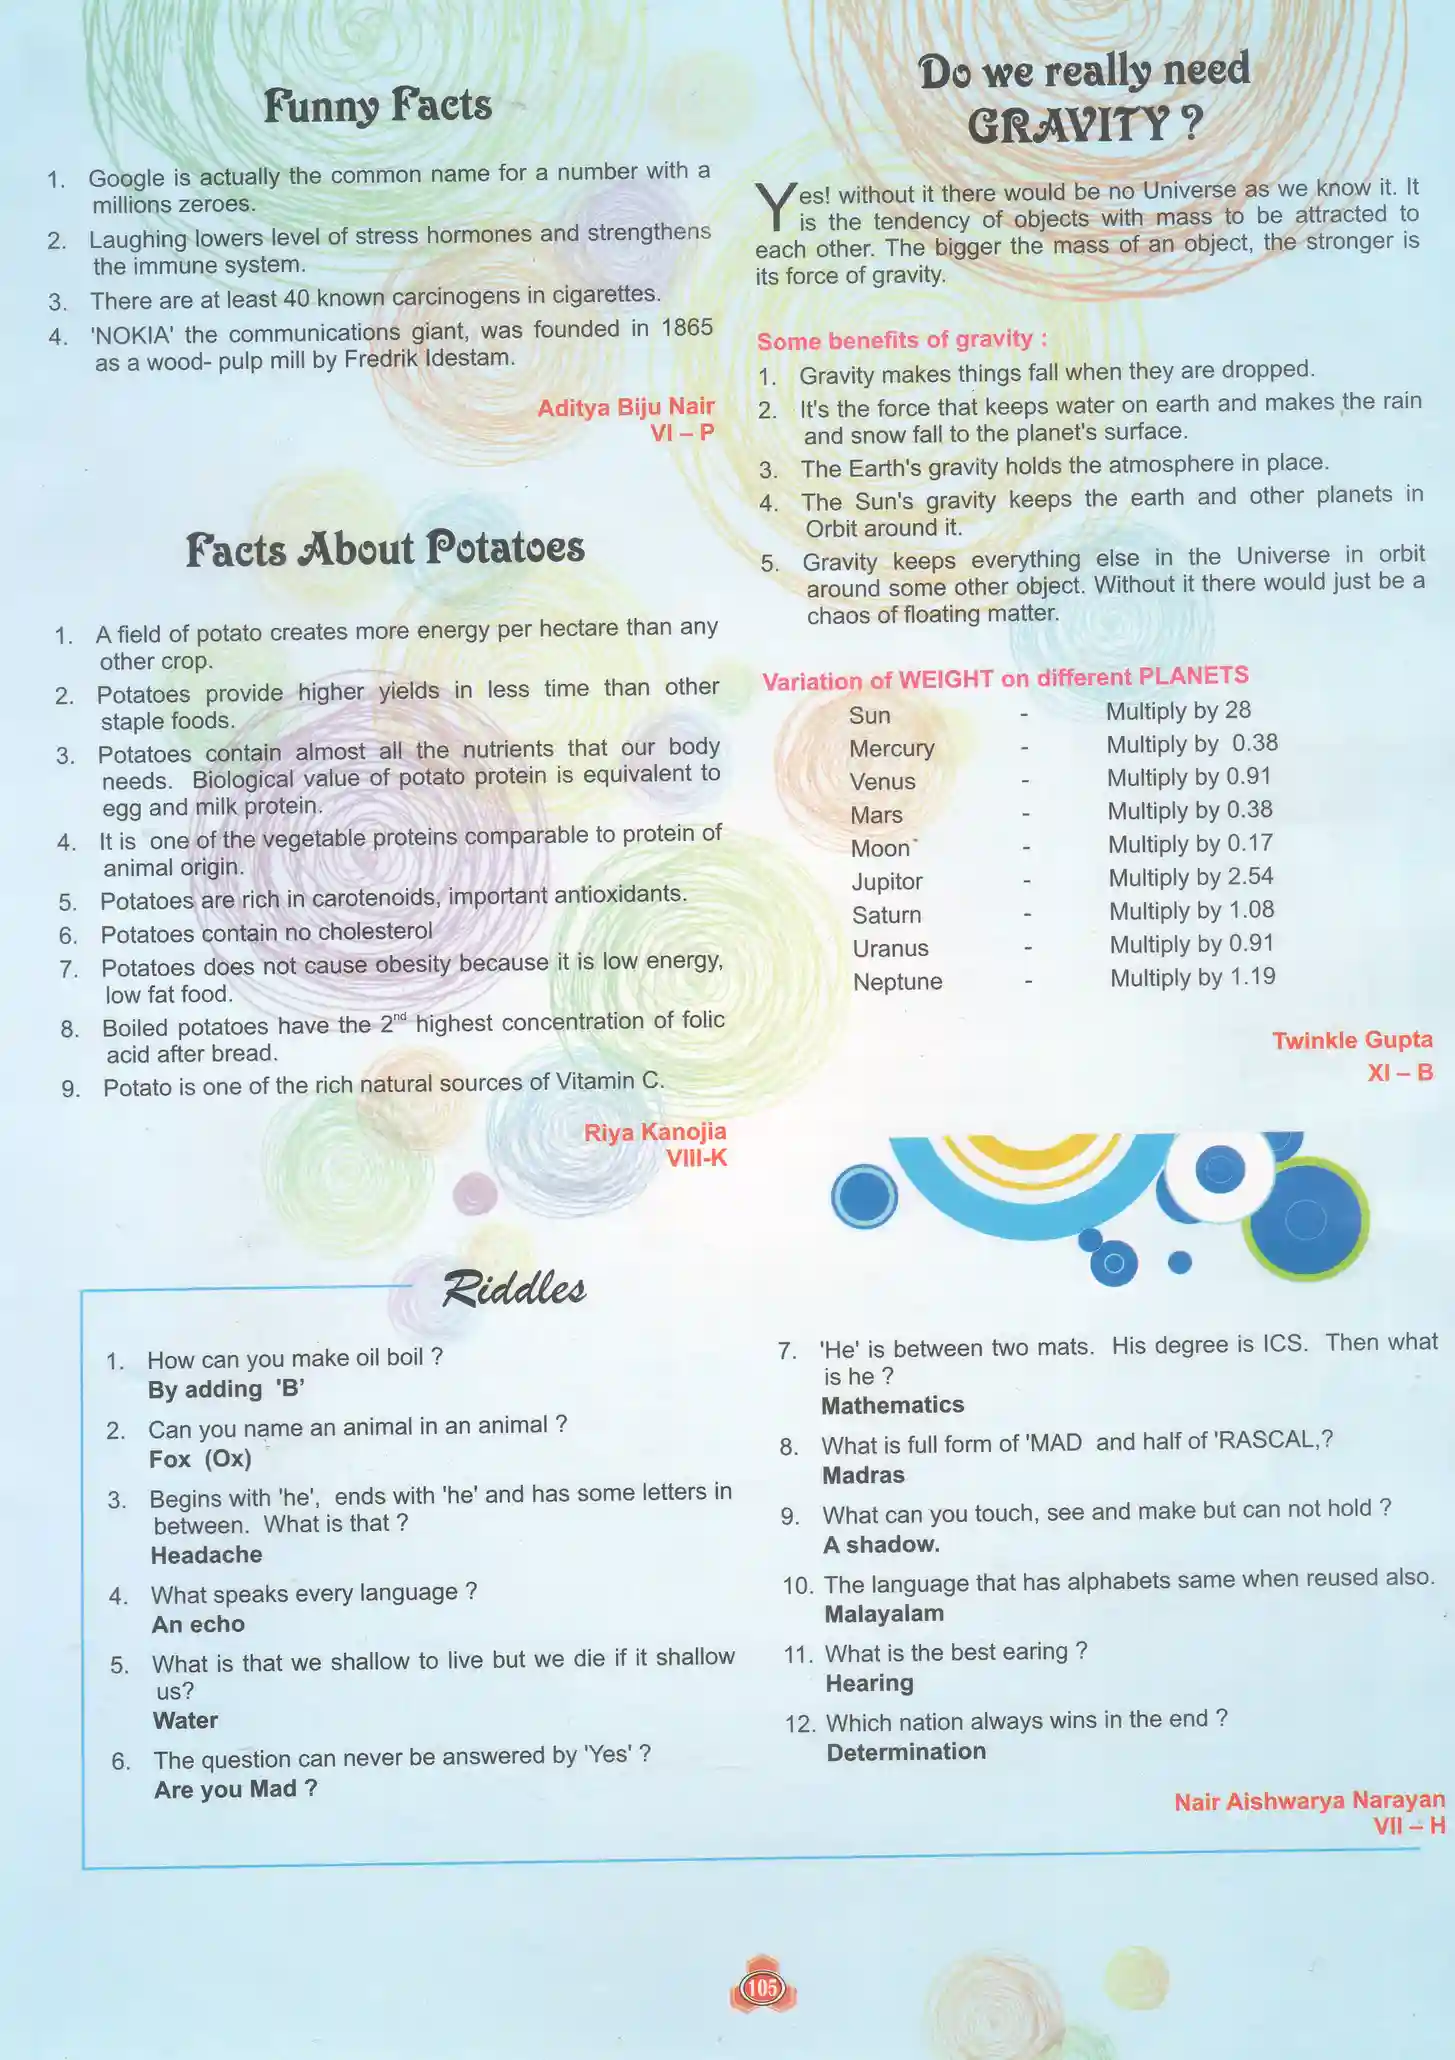 Funny Facts
1. Google is actually the common name for a number with a
millions zeroes.
2. Laughing lowers level of stress hormones and strengthens
the immune system.
3. There are at least 40 known carcinogens in cigarettes.
4. 'NOKIA' the communications giant, was founded in 1865
as a wood- pulp mill by Fredrik Idestam.
Aditya Biju Nair
VI – P
Facts About Potatoes
1. A field of potato creates more energy per hectare than any
other crop.
2. Potatoes provide higher yields in less time than other
staple foods.
3. Potatoes contain almost all the nutrients that our body
needs. Biological value of potato protein is equivalent to
egg and milk protein.
4. It is one of the vegetable proteins comparable to protein of
animal origin.
5. Potatoes are rich in carotenoids, important antioxidants.
6. Potatoes contain no cholesterol
7. Potatoes does not cause obesity because it is low energy,
low fat food.
8. Boiled potatoes have the 2nd highest concentration of folic
acid after bread.
9. Potato is one of the rich natural sources of Vitamin C.
Riya Kanojia
VIII-K
Do we really need
GRAVITY ?
Yes! without it there would be no Universe as we know it. It
is the tendency of objects with mass to be attracted to
each other. The bigger the mass of an object, the stronger is
its force of gravity.
Some benefits of gravity :
1. Gravity makes things fall when they are dropped.
2. It's the force that keeps water on earth and makes the rain
and snow fall to the planet's surface.
3. The Earth's gravity holds the atmosphere in place.
4. The Sun's gravity keeps the earth and other planets in
Orbit around it.
5. Gravity keeps everything else in the Universe in orbit
around some other object. Without it there would just be a
chaos of floating matter.
Variation of WEIGHT on different PLANETS
Sun - Multiply by 28
Mercury - Multiply by 0.38
Venus - Multiply by 0.91
Mars - Multiply by 0.38
Moon - Multiply by 0.17
Jupitor - Multiply by 2.54
Saturn - Multiply by 1.08
Uranus - Multiply by 0.91
Neptune - Multiply by 1.19
Twinkle Gupta
XI – B
Riddles
1. How can you make oil boil ?
By adding 'B'
2. Can you name an animal in an animal ?
Fox (Ox)
3. Begins with 'he', ends with 'he' and has some letters in
between. What is that ?
Headache
4. What speaks every language ?
An echo
5. What is that we shallow to live but we die if it shallow
us?
Water
6. The question can never be answered by 'Yes' ?
Are you Mad ?
7. 'He' is between two mats. His degree is ICS. Then what
is he ?
Mathematics
8. What is full form of 'MAD and half of 'RASCAL,?
Madras
9. What can you touch, see and make but can not hold ?
A shadow.
10. The language that has alphabets same when reused also.
Malayalam
11. What is the best earing ?
Hearing
12. Which nation always wins in the end ?
Determination
Nair Aishwarya Narayan
VII – H
105